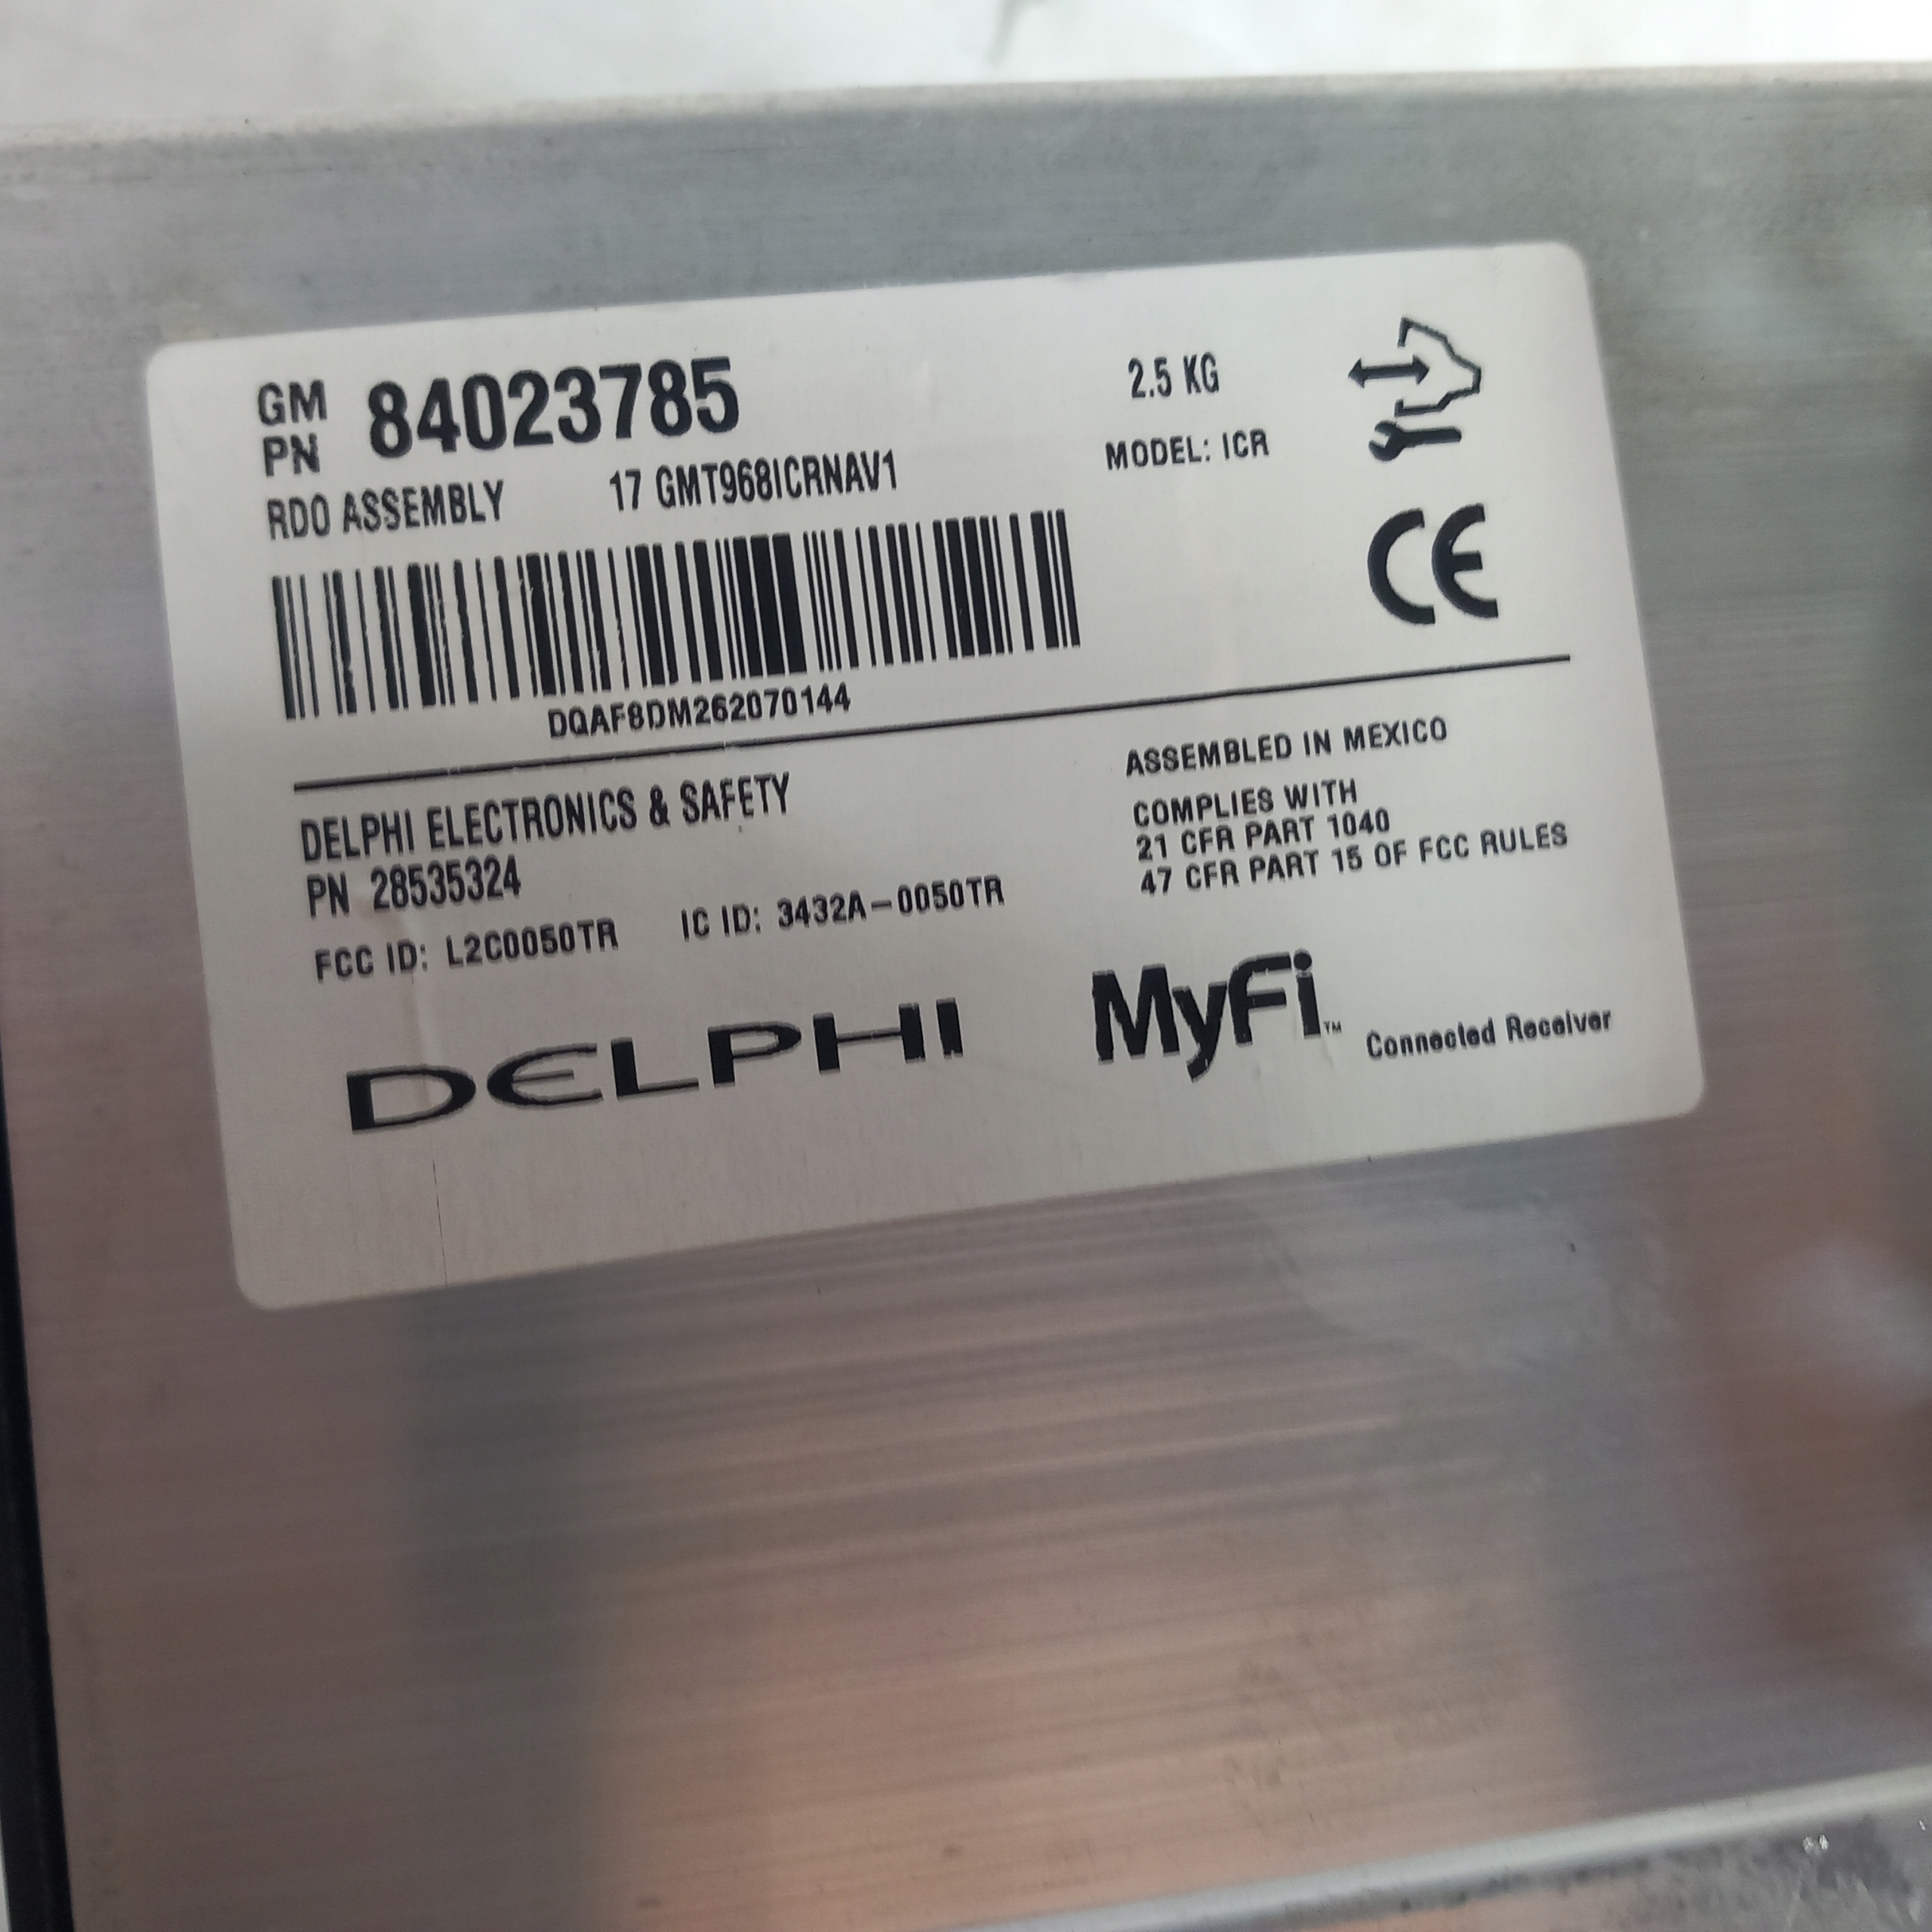 GM PN 84023785
2.5 KG
RDO ASSEMBLY 17 GMT968ICRNAV1
MODEL: ICR
CE
DQAF8DM262070144
DELPHI ELECTRONICS & SAFETY
PN 28535324
FCC ID: L2C0050TR IC ID: 3432A-0050TR
ASSEMBLED IN MEXICO
COMPLIES WITH
21 CFR PART 1040
47 CFR PART 15 OF FCC RULES
DELPHI
MyFi™ Connected Receiver